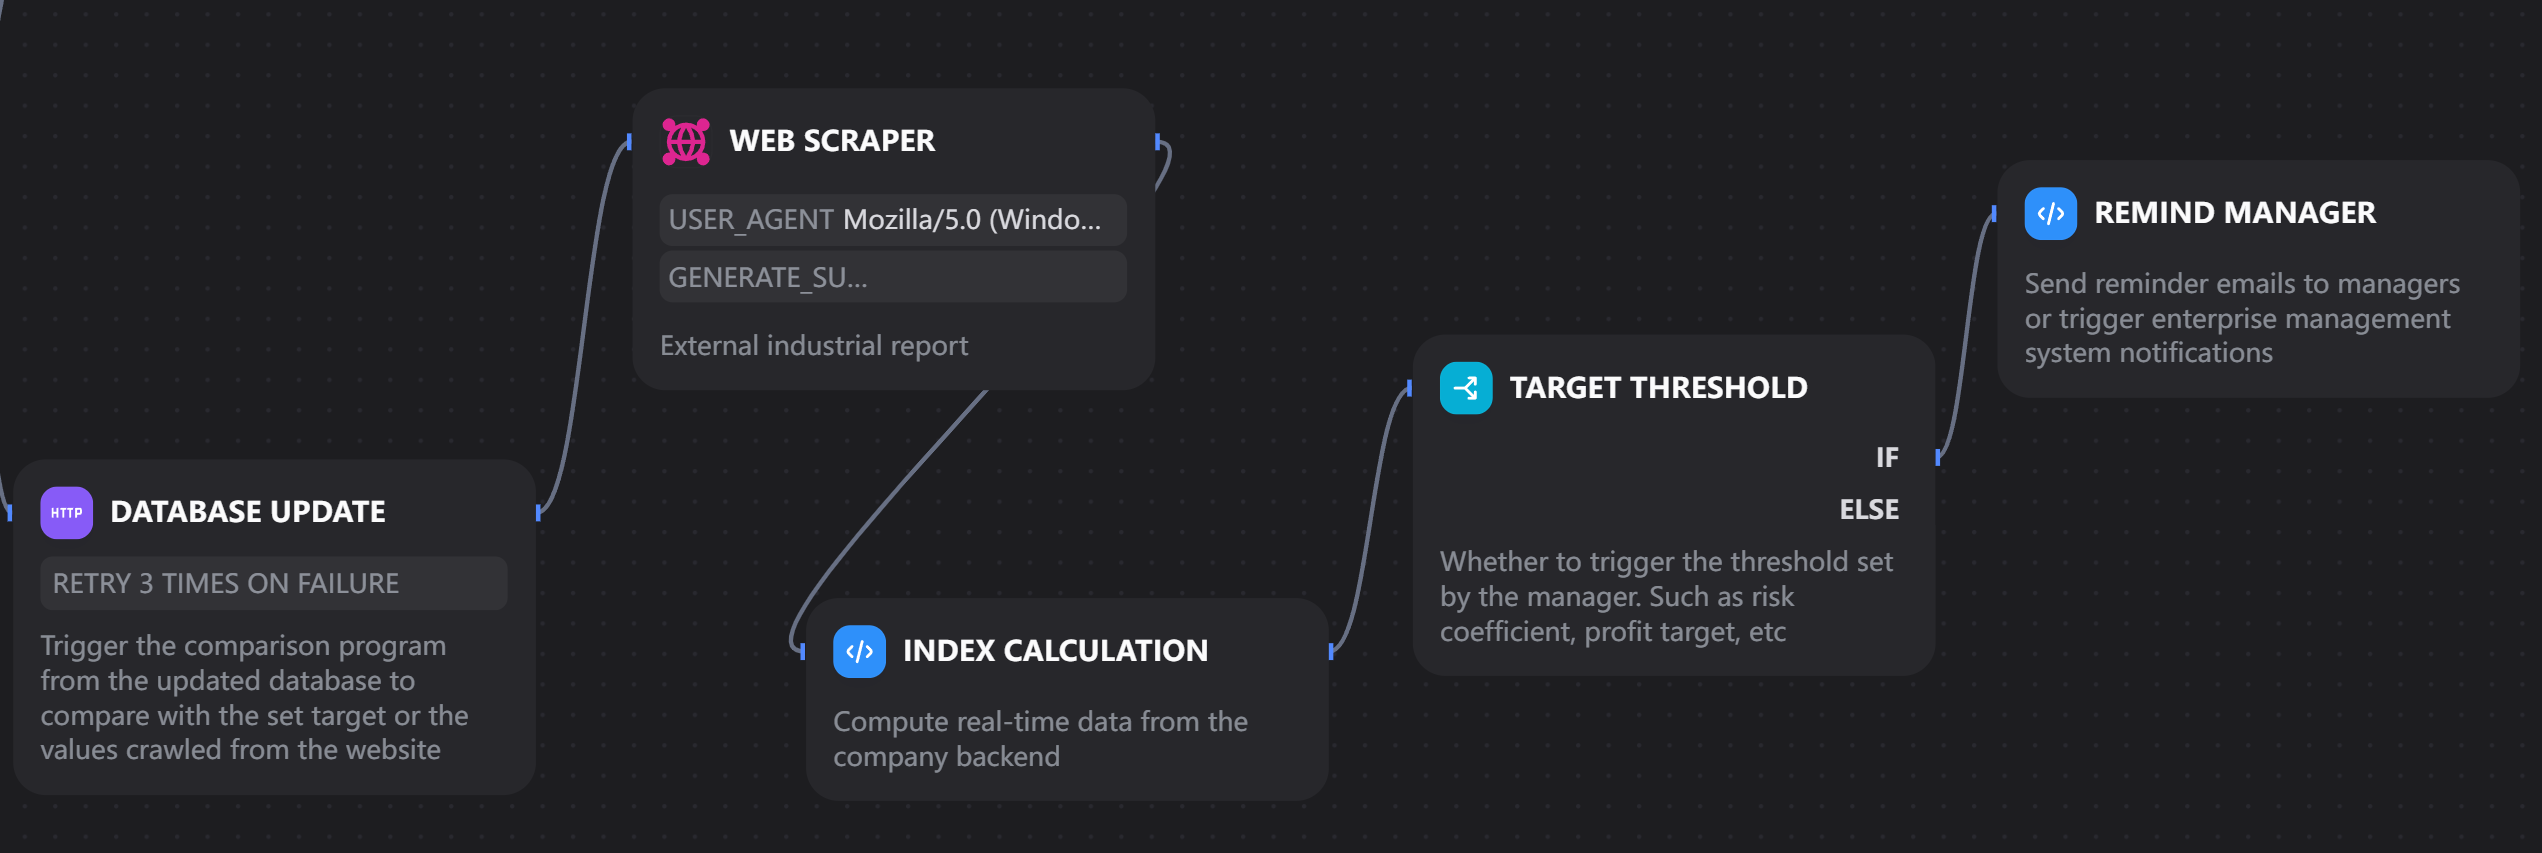 WEB SCRAPER
USER_AGENT Mozilla/5.0 (Windo...
GENERATE_SU...
External industrial report
HTTP DATABASE UPDATE
RETRY 3 TIMES ON FAILURE
Trigger the comparison program
from the updated database to
compare with the set target or the
values crawled from the website
INDEX CALCULATION
Compute real-time data from the
company backend
TARGET THRESHOLD
IF
ELSE
Whether to trigger the threshold set
by the manager. Such as risk
coefficient, profit target, etc
REMIND MANAGER
Send reminder emails to managers
or trigger enterprise management
system notifications